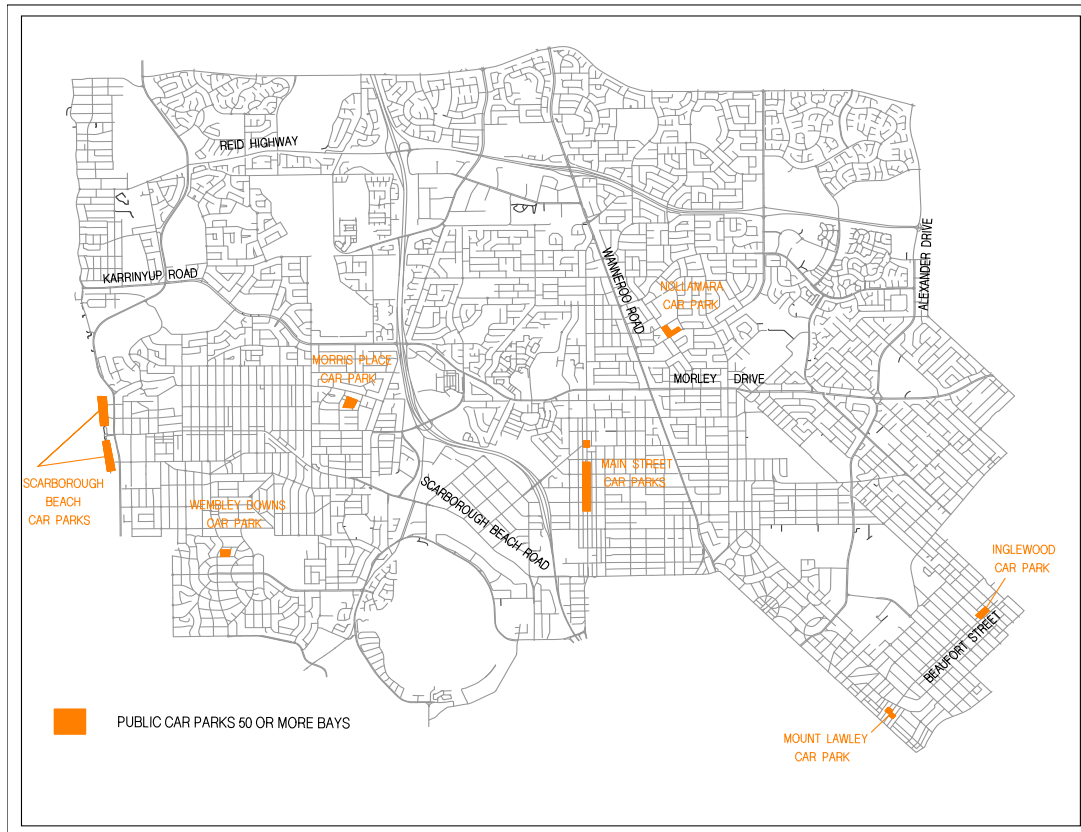 REID HIGHWAY
KARRINYUP ROAD
WANNEROO ROAD
ALEXANDER DRIVE
NOLLAMARA
CAR PARK
MORRIS PLACE
CAR PARK
MORLEY DRIVE
SCARBOROUGH
BEACH
CAR PARKS
WEMBLEY DOWNS
CAR PARK
SCARBOROUGH BEACH ROAD
MAIN STREET
CAR PARKS
INGLEWOOD
CAR PARK
BEAUFORT STREET
MOUNT LAWLEY
CAR PARK
PUBLIC CAR PARKS 50 OR MORE BAYS